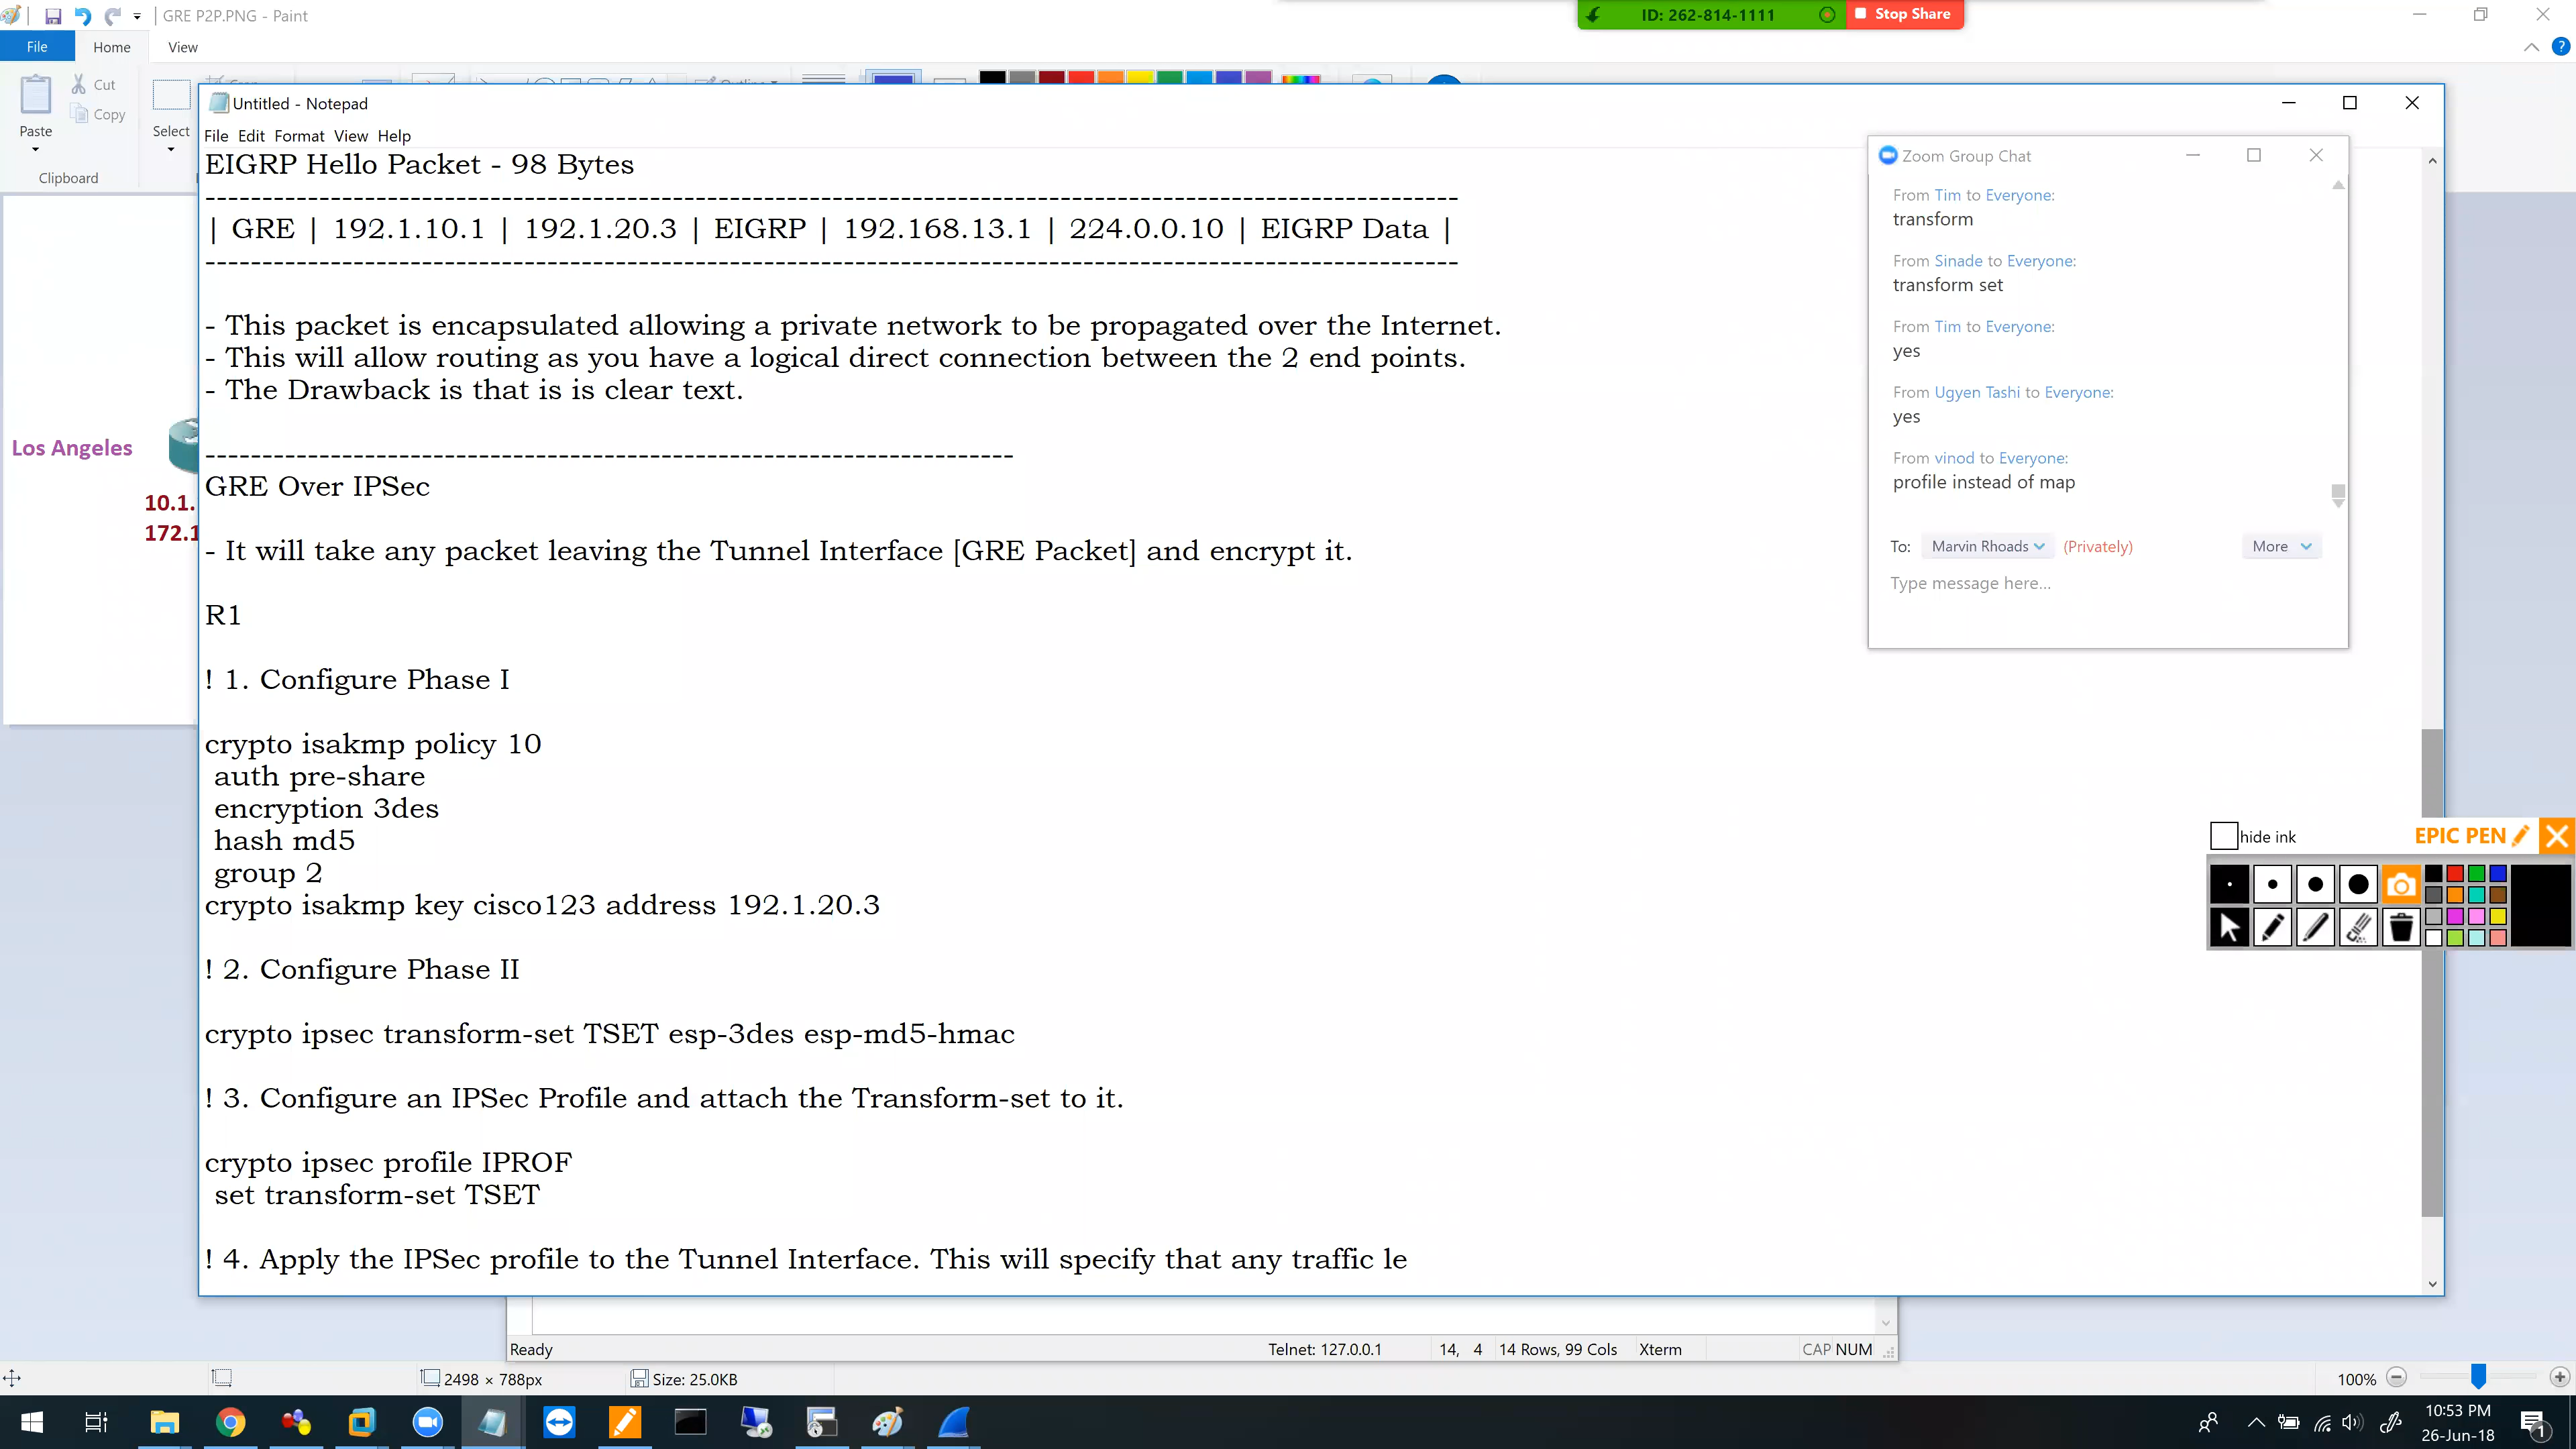 GRE P2P.PNG - Paint
ID: 262-814-1111
Stop Share
File
Home
View
Paste
Cut
Copy
Select
Clipboard
Untitled - Notepad
File Edit Format View Help
EIGRP Hello Packet - 98 Bytes
------------------------------------------------------------
| GRE | 192.1.10.1 | 192.1.20.3 | EIGRP | 192.168.13.1 | 224.0.0.10 | EIGRP Data |
------------------------------------------------------------
- This packet is encapsulated allowing a private network to be propagated over the Internet.
- This will allow routing as you have a logical direct connection between the 2 end points.
- The Drawback is that is is clear text.
------------------------------------------------------------
GRE Over IPSec
- It will take any packet leaving the Tunnel Interface [GRE Packet] and encrypt it.
R1
! 1. Configure Phase I
crypto isakmp policy 10
auth pre-share
encryption 3des
hash md5
group 2
crypto isakmp key cisco123 address 192.1.20.3
! 2. Configure Phase II
crypto ipsec transform-set TSET esp-3des esp-md5-hmac
! 3. Configure an IPSec Profile and attach the Transform-set to it.
crypto ipsec profile IPROF
set transform-set TSET
! 4. Apply the IPSec profile to the Tunnel Interface. This will specify that any traffic le
Los Angeles
10.1.
172.1
Zoom Group Chat
From Tim to Everyone:
transform
From Sinade to Everyone:
transform set
From Tim to Everyone:
yes
From Ugyen Tashi to Everyone:
yes
From vinod to Everyone:
profile instead of map
To: Marvin Rhoads (Privately) More
Type message here...
hide ink
EPIC PEN
Ready
Telnet: 127.0.0.1
14, 4
14 Rows, 99 Cols
Xterm
CAP NUM
2498 × 788px
Size: 25.0KB
100%
10:53 PM
26-Jun-18
1